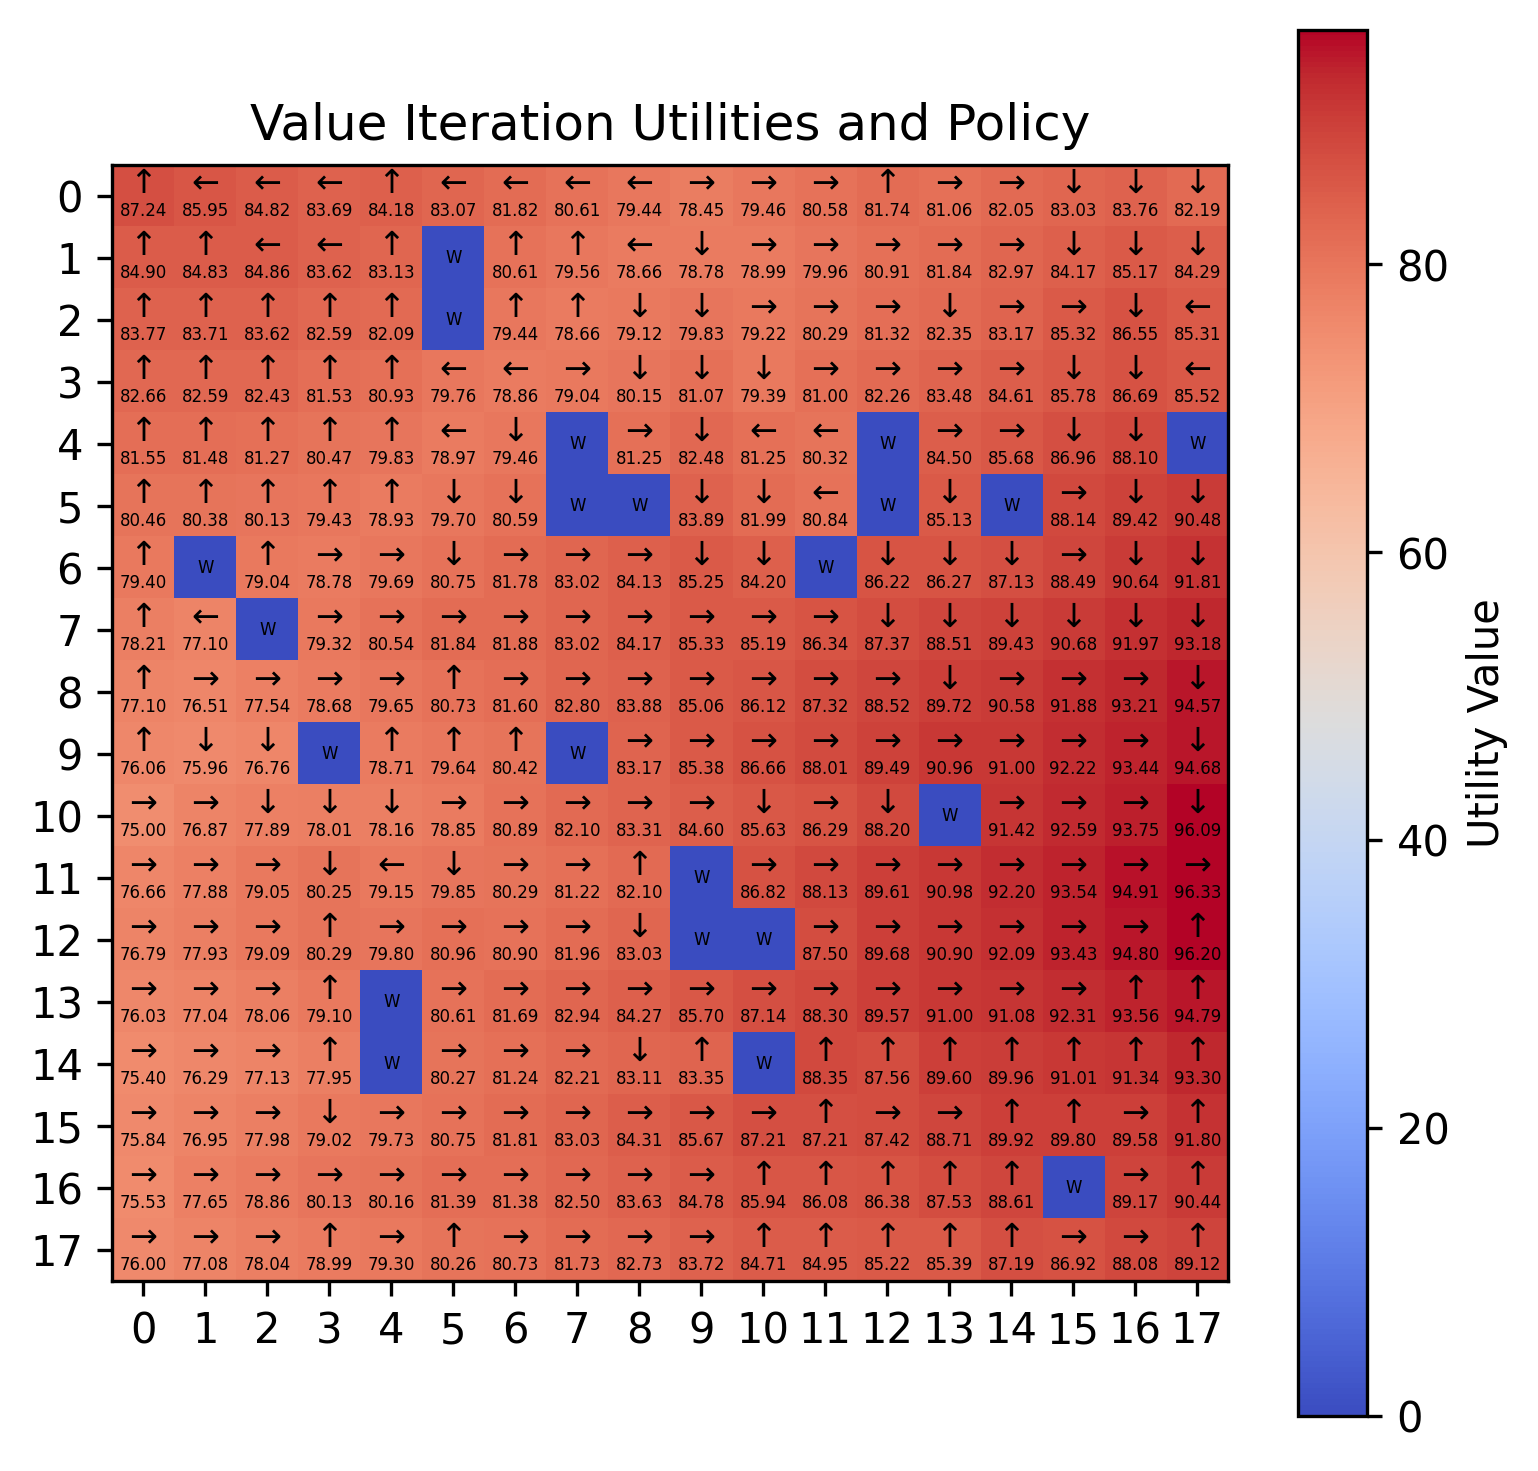 Value Iteration Utilities and Policy
0 ↑ ← ← ← ↑ ← ← ← ← → → → ↑ → → ↓ ↓ ↓
87.24 85.95 84.82 83.69 84.18 83.07 81.82 80.61 79.44 78.45 79.46 80.58 81.74 81.06 82.05 83.03 83.76 82.19
1 ↑ ↑ ← ← ↑ W ↑ ↑ ← ↓ → → → → → ↓ ↓ ↓
84.90 84.83 84.86 83.62 83.13 80.61 79.56 78.66 78.78 78.99 79.96 80.91 81.84 82.97 84.17 85.17 84.29
2 ↑ ↑ ↑ ↑ ↑ W ↑ ↑ ↓ ↓ → → → ↓ → → ↓ ←
83.77 83.71 83.62 82.59 82.09 79.44 78.66 79.12 79.83 79.22 80.29 81.32 82.35 83.17 85.32 86.55 85.31
3 ↑ ↑ ↑ ↑ ↑ ← ← → ↓ ↓ ↓ → → → → ↓ ↓ ←
82.66 82.59 82.43 81.53 80.93 79.76 78.86 79.04 80.15 81.07 79.39 81.00 82.26 83.48 84.61 85.78 86.69 85.52
4 ↑ ↑ ↑ ↑ ↑ ← ↓ W → ↓ ← ← W → → ↓ ↓ W
81.55 81.48 81.27 80.47 79.83 78.97 79.46 81.25 82.48 81.25 80.32 84.50 85.68 86.96 88.10
5 ↑ ↑ ↑ ↑ ↑ ↓ ↓ W W ↓ ↓ ← W ↓ W → ↓ ↓
80.46 80.38 80.13 79.43 78.93 79.70 80.59 83.89 81.99 80.84 85.13 88.14 89.42 90.48
6 ↑ W ↑ → → ↓ → → → ↓ ↓ W ↓ ↓ ↓ → ↓ ↓
79.40 79.04 78.78 79.69 80.75 81.78 83.02 84.13 85.25 84.20 86.22 86.27 87.13 88.49 90.64 91.81
7 ↑ ← W → → → → → → → → → ↓ ↓ ↓ ↓ ↓ ↓
78.21 77.10 79.32 80.54 81.84 81.88 83.02 84.17 85.33 85.19 86.34 87.37 88.51 89.43 90.68 91.97 93.18
8 ↑ → → → → ↑ → → → → → → → ↓ → → → ↓
77.10 76.51 77.54 78.68 79.65 80.73 81.60 82.80 83.88 85.06 86.12 87.32 88.52 89.72 90.58 91.88 93.21 94.57
9 ↑ ↓ ↓ W ↑ ↑ ↑ W → → → → → → → → → ↓
76.06 75.96 76.76 78.71 79.64 80.42 83.17 85.38 86.66 88.01 89.49 90.96 91.00 92.22 93.44 94.68
10 → → ↓ ↓ ↓ → → → → → ↓ → ↓ W → → → ↓
75.00 76.87 77.89 78.01 78.16 78.85 80.89 82.10 83.31 84.60 85.63 86.29 88.20 91.42 92.59 93.75 96.09
11 → → → ↓ ← ↓ → → ↑ W → → → → → → → →
76.66 77.88 79.05 80.25 79.15 79.85 80.29 81.22 82.10 86.82 88.13 89.61 90.98 92.20 93.54 94.91 96.33
12 → → → ↑ → → → → ↓ W W → → → → → → ↑
76.79 77.93 79.09 80.29 79.80 80.96 80.90 81.96 83.03 87.50 89.68 90.90 92.09 93.43 94.80 96.20
13 → → → ↑ W → → → → → → → → → → → ↑ ↑
76.03 77.04 78.06 79.10 80.61 81.69 82.94 84.27 85.70 87.14 88.30 89.57 91.00 91.08 92.31 93.56 94.79
14 → → → ↑ W → → → ↓ ↑ W ↑ ↑ ↑ ↑ ↑ ↑ ↑
75.40 76.29 77.13 77.95 80.27 81.24 82.21 83.11 83.35 88.35 87.56 89.60 89.96 91.01 91.34 93.30
15 → → → ↓ → → → → → → → ↑ → → ↑ ↑ → ↑
75.84 76.95 77.98 79.02 79.73 80.75 81.81 83.03 84.31 85.67 87.21 87.21 87.42 88.71 89.92 89.80 89.58 91.80
16 → → → → → → → → → → ↑ ↑ ↑ ↑ ↑ W → ↑
75.53 77.65 78.86 80.13 80.16 81.39 81.38 82.50 83.63 84.78 85.94 86.08 86.38 87.53 88.61 89.17 90.44
17 → → → ↑ → ↑ → → → → ↑ ↑ ↑ ↑ ↑ → → ↑
76.00 77.08 78.04 78.99 79.30 80.26 80.73 81.73 82.73 83.72 84.71 84.95 85.22 85.39 87.19 86.92 88.08 89.12
0 1 2 3 4 5 6 7 8 9 10 11 12 13 14 15 16 17
80
60
40
20
0
Utility Value